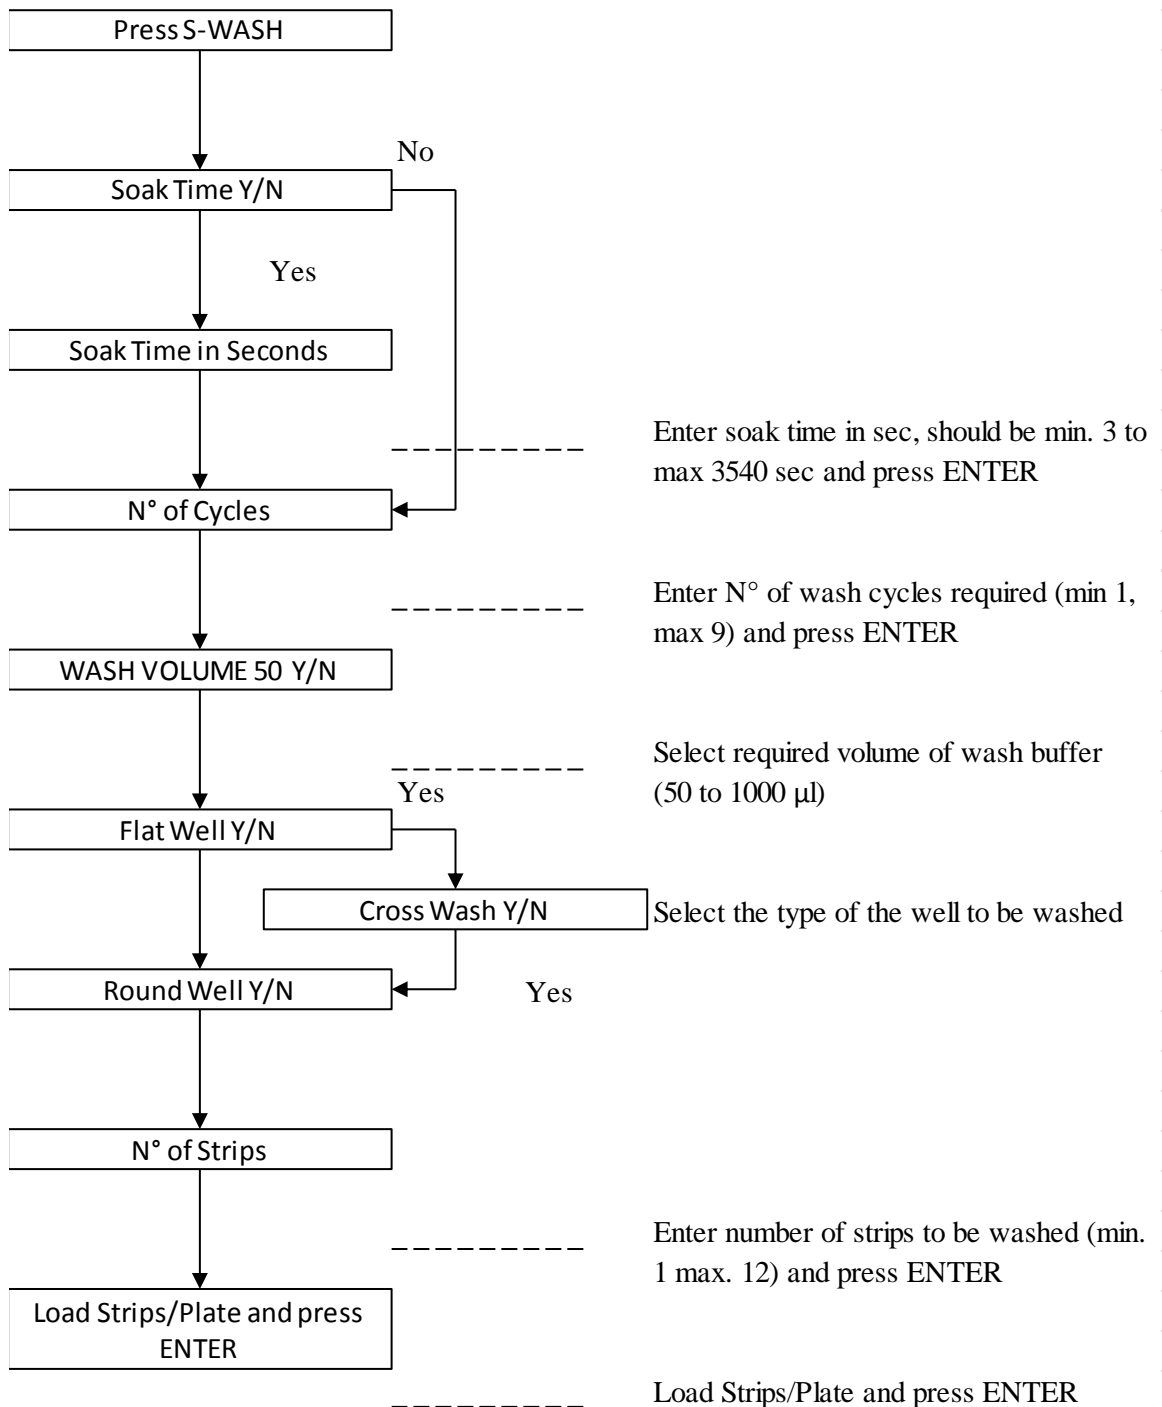 Press S-WASH
No
Soak Time Y/N
Yes
Soak Time in Seconds
Enter soak time in sec, should be min. 3 to
max 3540 sec and press ENTER
N° of Cycles
Enter N° of wash cycles required (min 1,
max 9) and press ENTER
WASH VOLUME 50 Y/N
Select required volume of wash buffer
(50 to 1000 µl)
Yes
Flat Well Y/N
Cross Wash Y/N
Select the type of the well to be washed
Round Well Y/N
Yes
N° of Strips
Enter number of strips to be washed (min.
1 max. 12) and press ENTER
Load Strips/Plate and press
ENTER
Load Strips/Plate and press ENTER